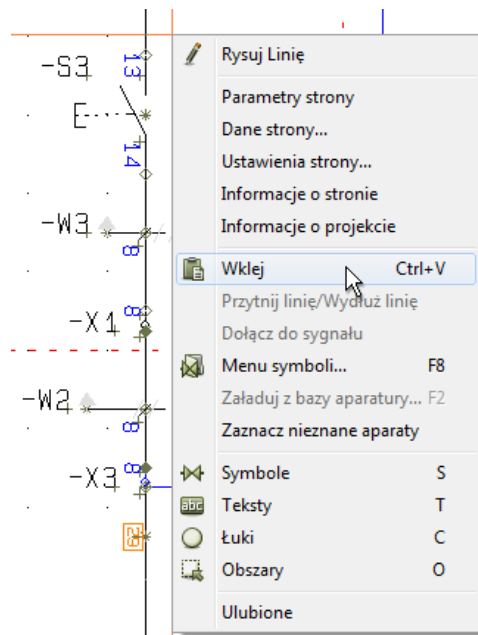 -S3
13
E
14
-W3
8
-X1
8
-W2
8
-X3
8
28
Rysuj Linię
Parametry strony
Dane strony...
Ustawienia strony...
Informacje o stronie
Informacje o projekcie
Wklej Ctrl+V
Przytnij linię/Wydłuż linię
Dołącz do sygnału
Menu symboli... F8
Załaduj z bazy aparatury... F2
Zaznacz nieznane aparaty
Symbole S
abc Teksty T
Łuki C
Obszary O
Ulubione